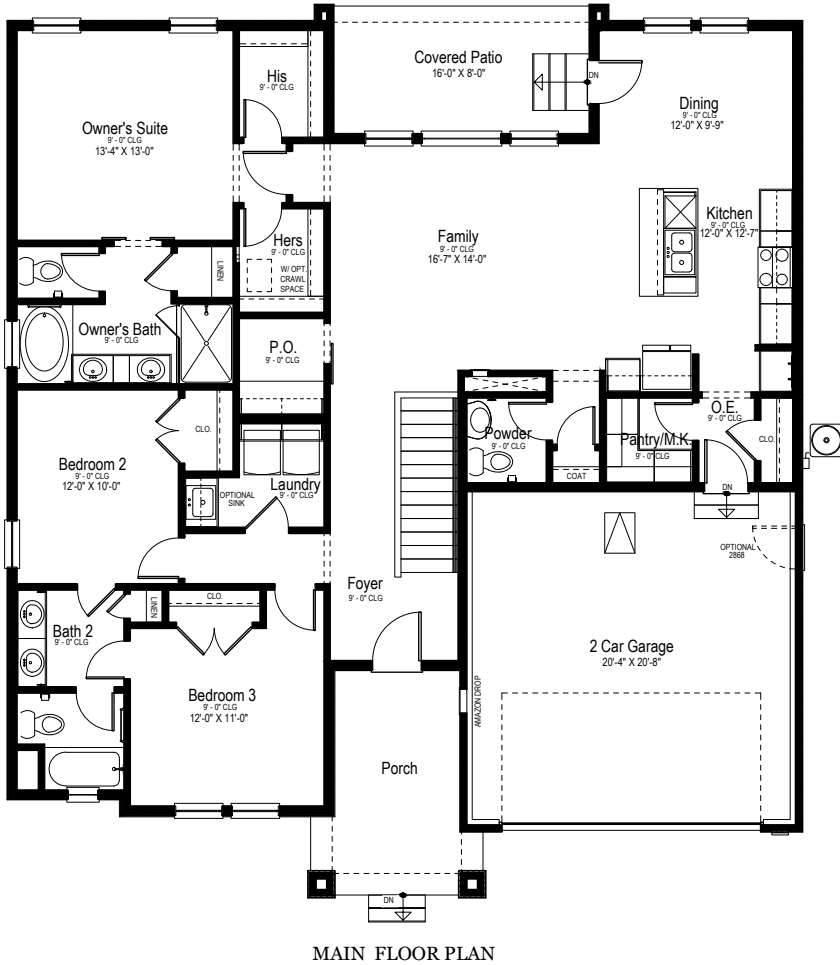 Covered Patio
16'-0" X 8'-0"
DN
His
9' - 0" CLG
Dining
9' - 0" CLG
12'-0" X 9'-9"
Owner's Suite
9' - 0" CLG
13'-4" X 13'-0"
Kitchen
9' - 0" CLG
12'-0" X 12'-7"
Family
9' - 0" CLG
16'-7" X 14'-0"
Hers
9' - 0" CLG
W/ OPT.
CRAWL
SPACE
LINEN
Owner's Bath
9' - 0" CLG
P.O.
9' - 0" CLG
CLO.
Bedroom 2
9' - 0" CLG
12'-0" X 10'-0"
Laundry
9' - 0" CLG
OPTIONAL
SINK
Powder
9' - 0" CLG
COAT
Pantry/M.K.
9' - 0" CLG
O.E.
9' - 0" CLG
CLO.
DN
OPTIONAL
2868
Foyer
9' - 0" CLG
CLO.
LINEN
Bath 2
9' - 0" CLG
Bedroom 3
9' - 0" CLG
12'-0" X 11'-0"
2 Car Garage
20'-4" X 20'-8"
AMAZON DROP
Porch
DN
MAIN FLOOR PLAN